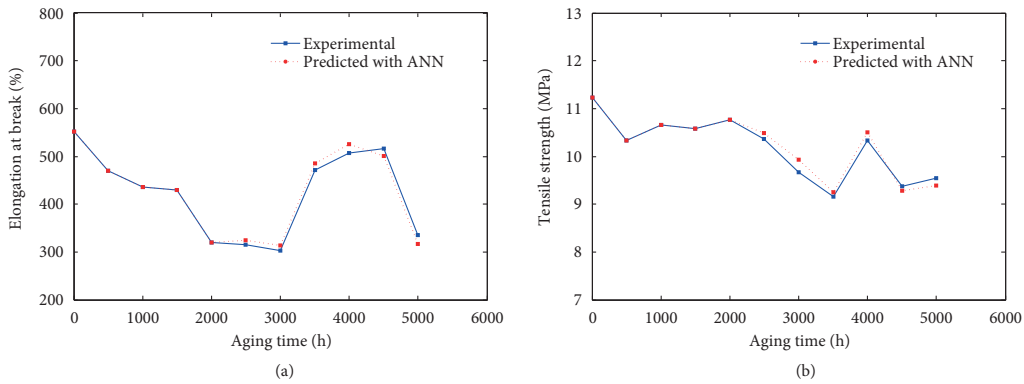 800
700
600
500
400
300
200
Elongation at break (%)
Experimental
Predicted with ANN
0
1000
2000
3000
4000
5000
6000
Aging time (h)
(a)
13
12
11
10
9
8
7
Tensile strength (MPa)
Experimental
Predicted with ANN
0
1000
2000
3000
4000
5000
6000
Aging time (h)
(b)